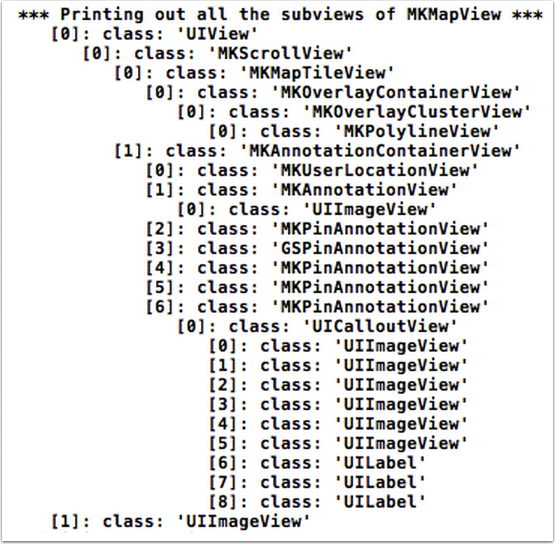 *** Printing out all the subviews of MKMapView ***
[0]: class: 'UIView'
[0]: class: 'MKScrollView'
[0]: class: 'MKMapTileView'
[0]: class: 'MKOverlayContainerView'
[0]: class: 'MKOverlayClusterView'
[0]: class: 'MKPolylineView'
[1]: class: 'MKAnnotationContainerView'
[0]: class: 'MKUserLocationView'
[1]: class: 'MKAnnotationView'
[0]: class: 'UIImageView'
[2]: class: 'MKPinAnnotationView'
[3]: class: 'GSPinAnnotationView'
[4]: class: 'MKPinAnnotationView'
[5]: class: 'MKPinAnnotationView'
[6]: class: 'MKPinAnnotationView'
[0]: class: 'UICalloutView'
[0]: class: 'UIImageView'
[1]: class: 'UIImageView'
[2]: class: 'UIImageView'
[3]: class: 'UIImageView'
[4]: class: 'UIImageView'
[5]: class: 'UIImageView'
[6]: class: 'UILabel'
[7]: class: 'UILabel'
[8]: class: 'UILabel'
[1]: class: 'UIImageView'